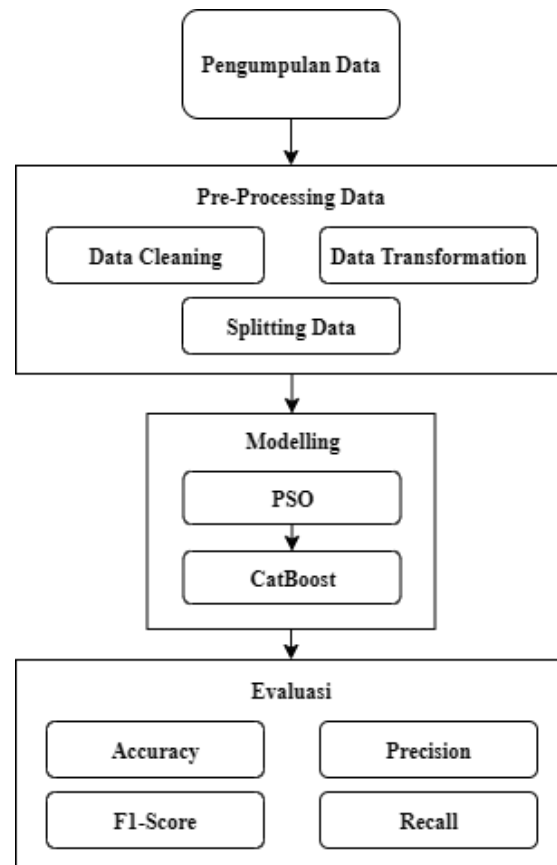 Pengumpulan Data
Pre-Processing Data
Data Cleaning
Data Transformation
Splitting Data
Modelling
PSO
CatBoost
Evaluasi
Accuracy
Precision
F1-Score
Recall